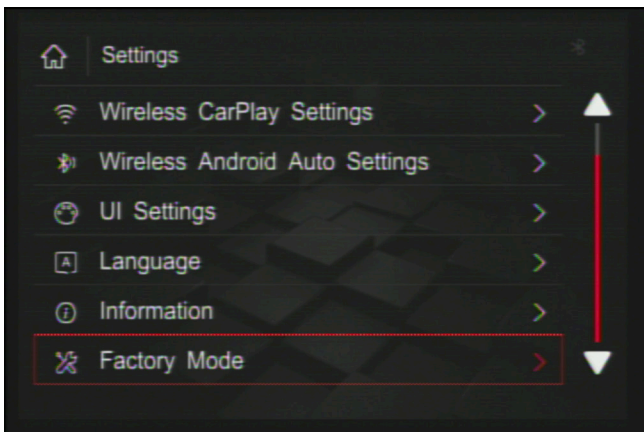 Settings
Wireless CarPlay Settings
Wireless Android Auto Settings
UI Settings
A Language
Information
Factory Mode